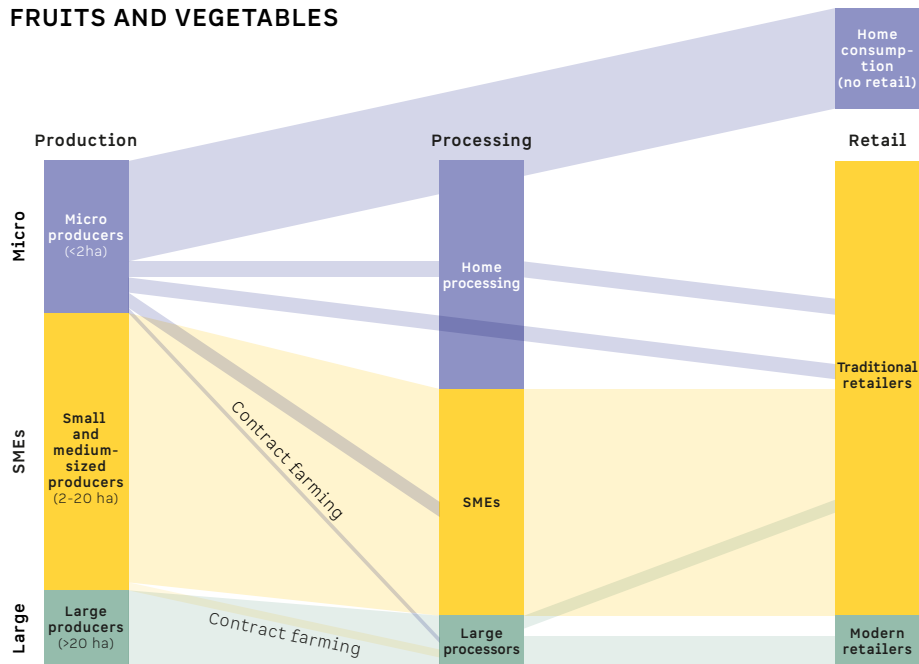 FRUITS AND VEGETABLES
Home
consump-
tion
(no retail)
Production
Processing
Retail
Micro
Micro
producers
(<2ha)
Home
processing
Traditional
retailers
SMEs
Small
and
medium-
sized
producers
(2-20 ha)
Contract farming
SMEs
Large
Large
producers
(>20 ha)
Contract farming
Large
processors
Modern
retailers